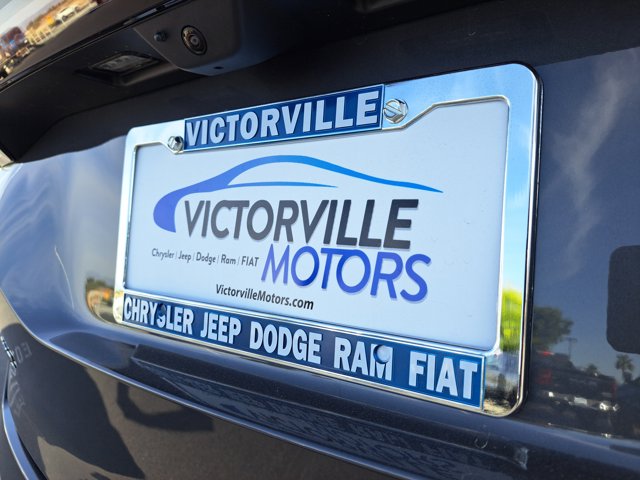 VICTORVILLE
VICTORVILLE
Chrysler | Jeep | Dodge | Ram | FIAT
MOTORS
VictorvilleMotors.com
CHRYSLER JEEP DODGE RAM FIAT